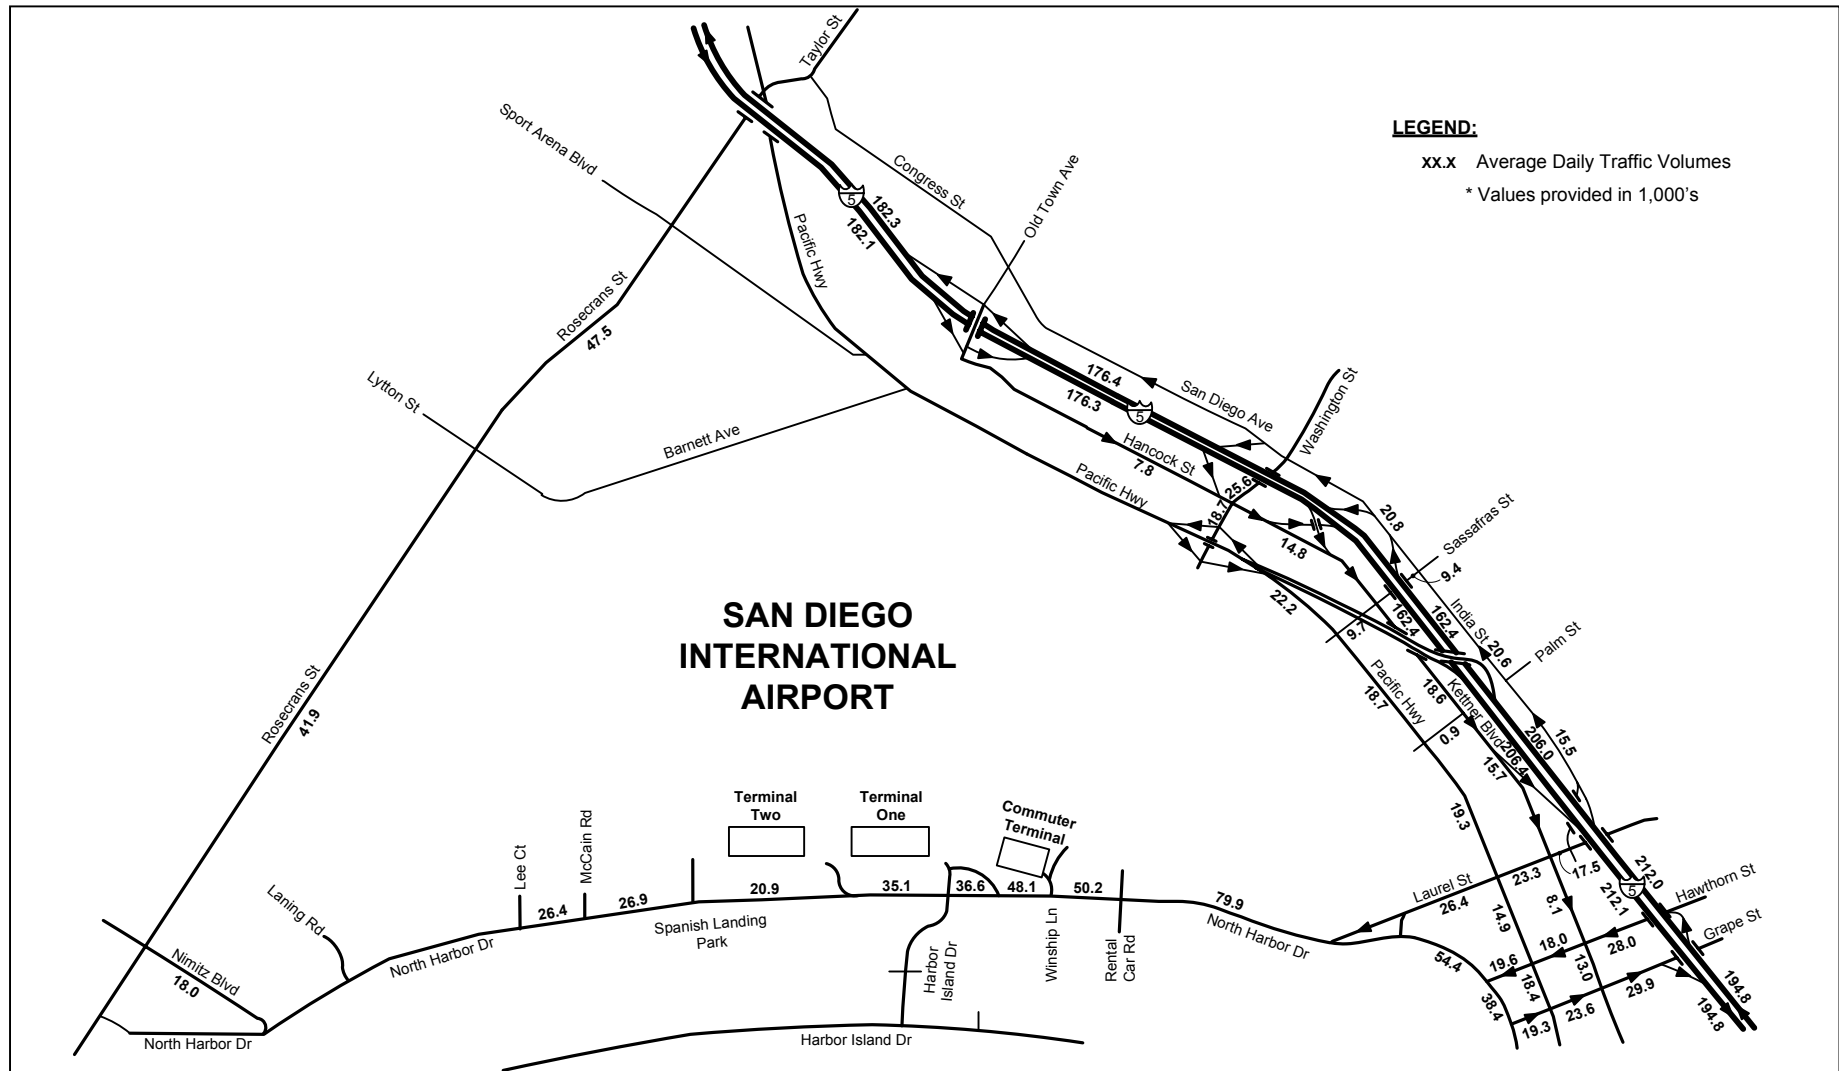 Taylor St
Sport Arena Blvd
Congress St
Old Town Ave
LEGEND:
xx.x Average Daily Traffic Volumes
* Values provided in 1,000's
5
182.3
182.1
Pacific Hwy
Rosecrans St
47.5
Lytton St
Barnett Ave
176.4
176.3
5
San Diego Ave
Washington St
Hancock St
7.8
Pacific Hwy
25.6
18.7
20.8
Sassafras St
9.4
14.8
22.2
9.7
162.4
162.4
India St
20.6
Palm St
SAN DIEGO
INTERNATIONAL
AIRPORT
Rosecrans St
41.9
Pacific Hwy
18.7
18.6
Kettner Blvd
0.9
15.7
206.4
206.0
15.5
19.3
Terminal
Two
Terminal
One
Commuter
Terminal
Lee Ct
McCain Rd
Laning Rd
26.4
26.9
20.9
35.1
36.6
48.1
50.2
79.9
North Harbor Dr
Spanish Landing
Park
North Harbor Dr
Harbor
Island Dr
Winship Ln
Rental
Car Rd
Laurel St
26.4
23.3
17.5
5
212.0
212.1
Hawthorn St
Grape St
8.1
14.9
18.0
28.0
19.6
13.0
18.4
54.4
38.4
29.9
23.6
19.3
194.8
194.8
Nimitz Blvd
18.0
North Harbor Dr
Harbor Island Dr